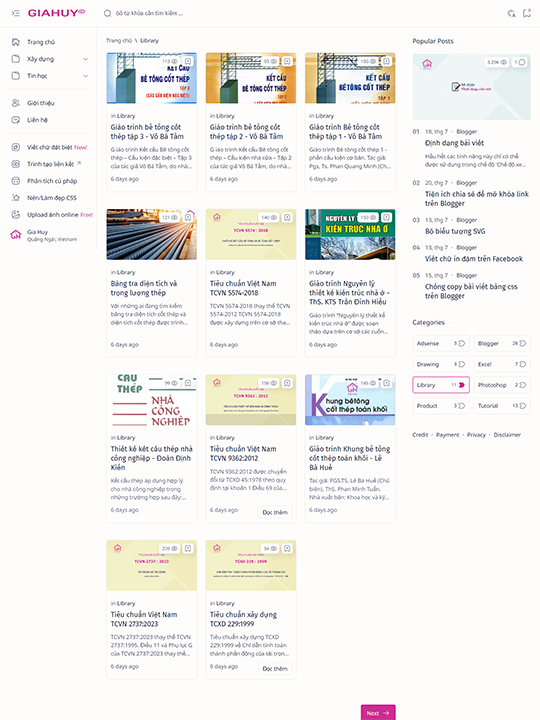 GIAHUY
Gõ từ khóa cần tìm kiếm ...
Trang chủ
Xây dựng
Tin học
Giới thiệu
Liên hệ
Viết chữ đặt biệt New!
Trình tạo liên kết
Phân tích cú pháp
Nén/Làm đẹp CSS
Upload ảnh online Free!
Gia Huy
Quảng Ngãi, Vietnam
Trang chủ \ Library
113
KẾT CẤU
BÊ TÔNG CỐT THÉP
TẬP 3
(CÁC CẤU KIỆN ĐẶC BIỆT)
in Library
Giáo trình bê tông cốt
thép tập 3 - Võ Bá Tầm
Giáo trình Kết cấu Bê tông cốt
thép – Cấu kiện đặc biệt – Tập 3
của tác giả Võ Bá Tầm, do nhà...
6 days ago
93
KẾT CẤU
BÊ TÔNG CỐT THÉP
in Library
Giáo trình bê tông cốt
thép tập 2 - Võ Bá Tầm
Giáo trình Kết cấu Bê tông cốt
thép – Cấu kiện nhà cửa – Tập 2
của tác giả Võ Bá Tầm, do nhà...
6 days ago
100
KẾT CẤU
BÊ TÔNG CỐT THÉP
in Library
Giáo trình bê tông cốt
thép tập 1 - Võ Bá Tầm
Giáo trình Bê tông cốt thép 1 -
phần cấu kiện cơ bản, Tác giả:
Pgs. Ts. Phan Quang Minh (Ch...
6 days ago
121
Bảng tra diện tích và
trọng lượng thép
Với những ai đang tìm kiếm
bảng tra diện tích cốt thép và
diện tích cốt thép được trình...
6 days ago
140
TCVN 5574-2018
in Library
Tiêu chuẩn Việt Nam
TCVN 5574-2018
TCVN 5574-2018 thay thế TCVN
5574-2012 TCVN 5574-2018
được xây dựng trên cơ sở tha...
6 days ago
150
NGUYÊN LÝ
KIẾN TRÚC NHÀ Ở
in Library
Giáo trình Nguyên lý
thiết kế kiến trúc nhà ở -
ThS. KTS Trần Đình Hiếu
Giáo trình "Nguyên lý thiết kế
kiến trúc nhà ở" được soạn
thảo dựa trên cơ sở các cuốn...
6 days ago
99
CẤU
THÉP
NHÀ
CÔNG
NGHIỆP
in Library
Thiết kế kết cấu thép nhà
công nghiệp - Đoàn Định
Kiến
Kết cấu thép áp dụng hợp lý
cho nhà công nghiệp trong
những trường hợp sau đây:...
6 days ago
156
TCVN 9362 : 2012
in Library
Tiêu chuẩn Việt Nam
TCVN 9362:2012
TCVN 9362:2012 được chuyển
đổi từ TCXD 45:1978 theo quy
định tại khoản 1 Điều 69 của...
6 days ago
Đọc thêm
145
Khung bêtông
cốt thép toàn khối
in Library
Giáo trình Khung bê tông
cốt thép toàn khối - Lê
Bá Huế
Tác giả: PGS.TS. Lê Bá Huế (Chủ
biên), ThS. Phan Minh Tuấn,
Nhà xuất bản: Khoa học và kỹ...
6 days ago
209
TCVN 2737 : 2023
in Library
Tiêu chuẩn Việt Nam
TCVN 2737:2023
TCVN 2737:2023 thay thế TCVN
2737:1995. Điều 11 và Phụ lục G
của TCVN 2737:2023 thay thế...
6 days ago
94
TCXD 229 : 1999
in Library
Tiêu chuẩn xây dựng
TCXD 229:1999
TCXD 229:1999 về Chỉ dẫn tính toán
thành phần động của tải trọn...
6 days ago
Đọc thêm
Next
Popular Posts
3.29K
1
01 18, thg 7 · Blogger
Định dạng bài viết
Hầu hết các tính năng này chỉ có thể
được sử dụng trong chế độ 'Chế độ xe...
02 20, thg 7 · Blogger
Tiện ích chia sẻ để mở khóa link
trên Blogger
03 13, thg 7 · Blogger
Bộ biểu tượng SVG
04 13, thg 7 · Blogger
Viết chữ in đậm trên Facebook
05 15, thg 7 · Blogger
Chống copy bài viết bằng css
trên Blogger
Categories
Adsense 3
Blogger 26
Drawing 3
Excel 7
Library 11
Photoshop 2
Product 3
Tutorial 13
Credit · Payment · Privacy · Disclaimer